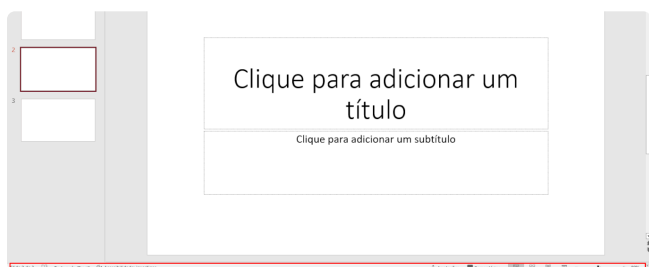 2
Clique para adicionar um
título
3
Clique para adicionar um subtítulo